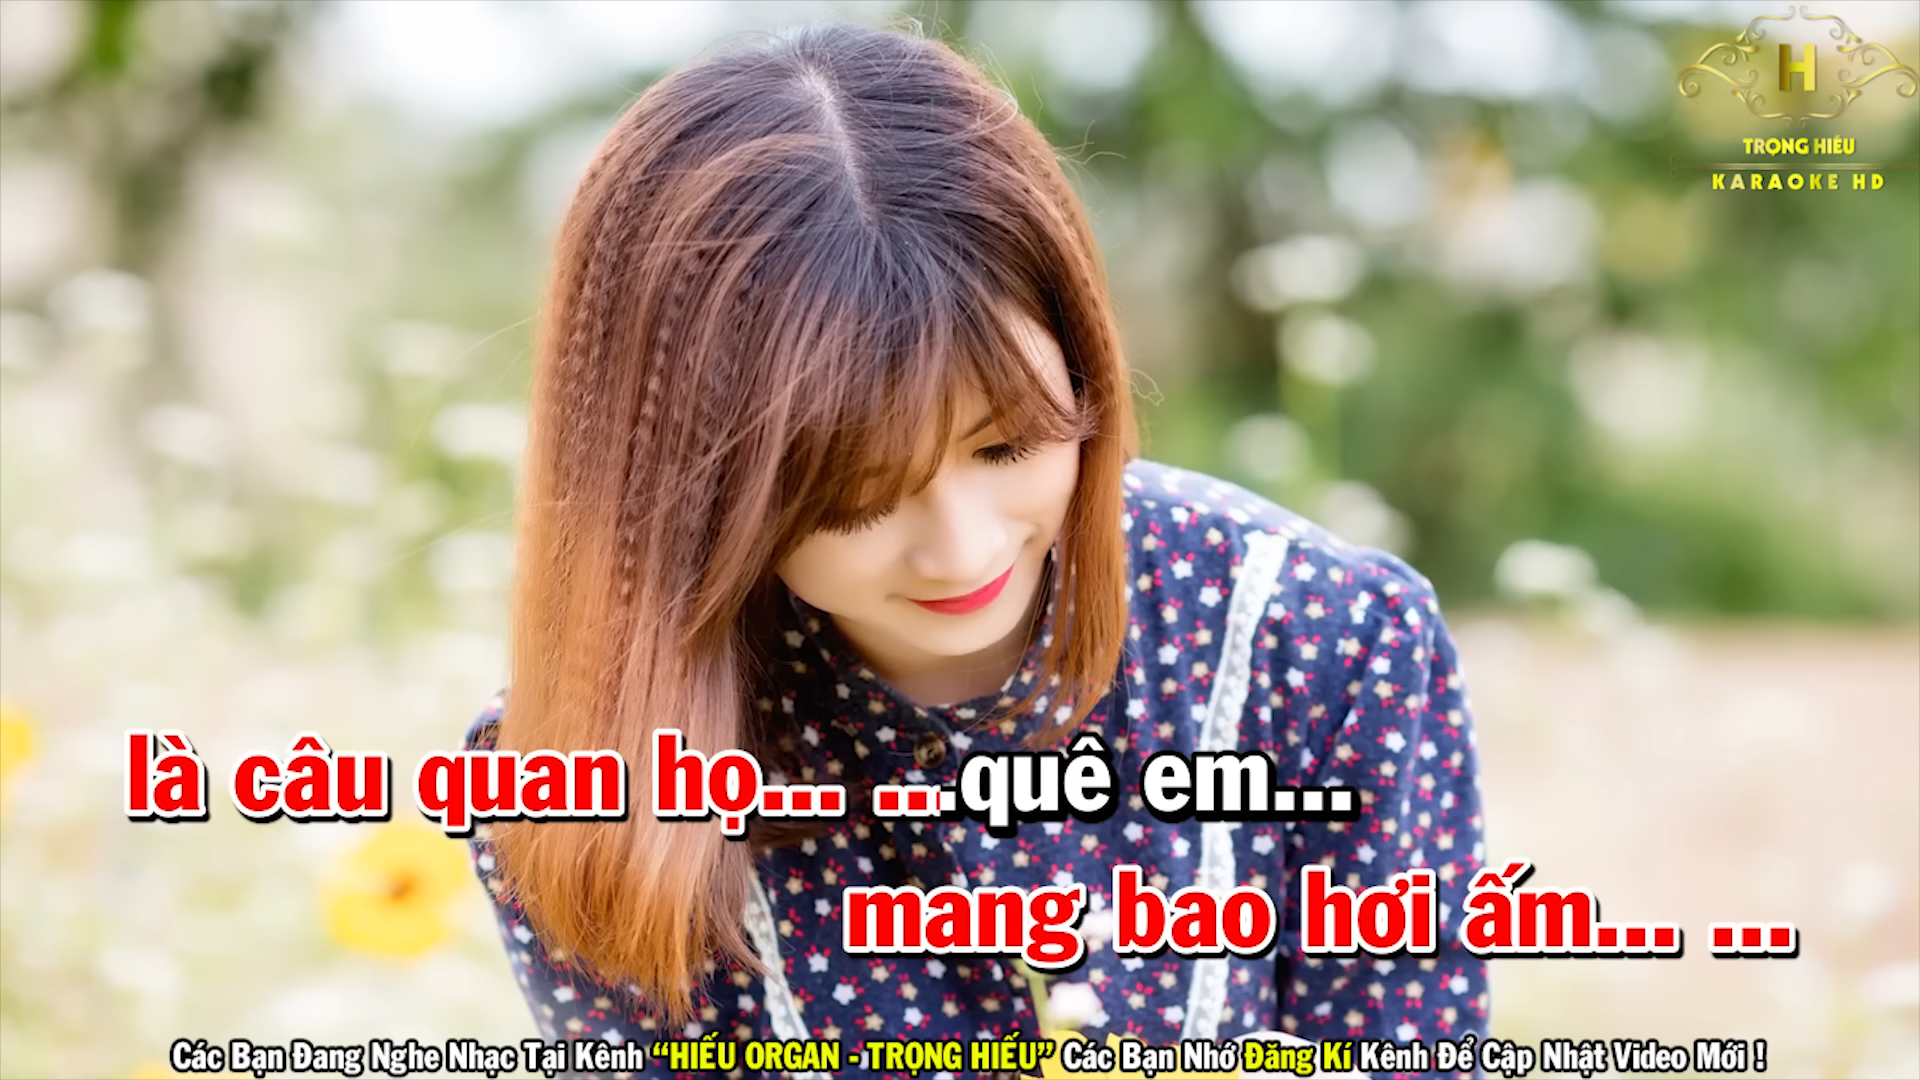 H
TRỌNG HIẾU
KARAOKE HD
là câu quan họ... ....quê em...
mang bao hơi ấm... ...
Các Bạn Đang Nghe Nhạc Tại Kênh “HIẾU ORGAN - TRỌNG HIẾU” Các Bạn Nhớ Đăng Kí Kênh Để Cập Nhật Video Mới !